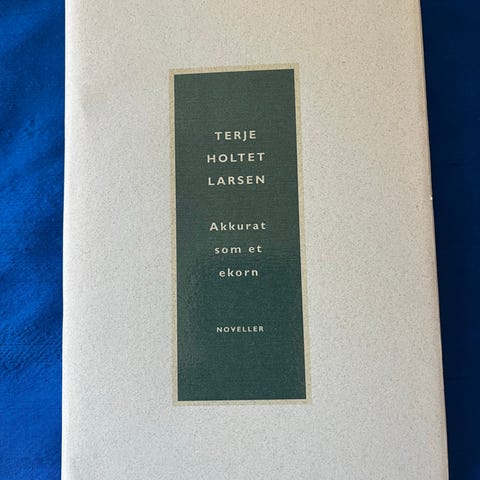 TERJE
HOLTET
LARSEN
Akkurat
som et
ekorn
NOVELLER